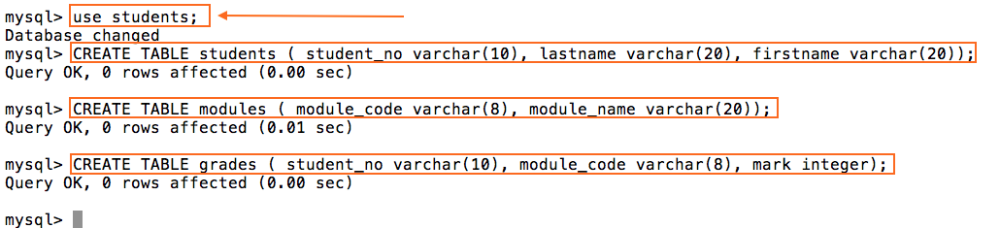 mysql> use students;
Database changed
mysql> CREATE TABLE students ( student_no varchar(10), lastname varchar(20), firstname varchar(20));
Query OK, 0 rows affected (0.00 sec)
mysql> CREATE TABLE modules ( module_code varchar(8), module_name varchar(20));
Query OK, 0 rows affected (0.01 sec)
mysql> CREATE TABLE grades ( student_no varchar(10), module_code varchar(8), mark integer);
Query OK, 0 rows affected (0.00 sec)
mysql>